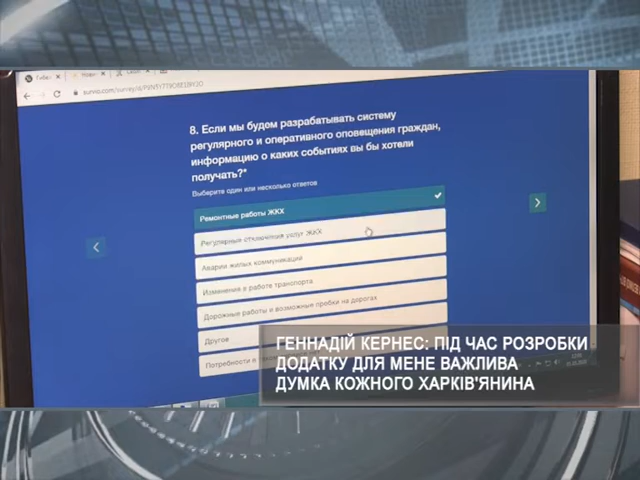 8. Если мы будем разрабатывать систему
регулярного и оперативного оповещения граждан,
информацию о каких событиях вы бы хотели
получать?*
Выберите один или несколько ответов
Ремонтные работы ЖКХ
Регулярные отключения услуг ЖКХ
Аварии жилых коммуникаций
Изменения в работе транспорта
Дорожные работы и возможные пробки на дорогах
Другое
Потребности в
ГЕННАДІЙ КЕРНЕС: ПІД ЧАС РОЗРОБКИ
ДОДАТКУ ДЛЯ МЕНЕ ВАЖЛИВА
ДУМКА КОЖНОГО ХАРКІВ'ЯНИНА